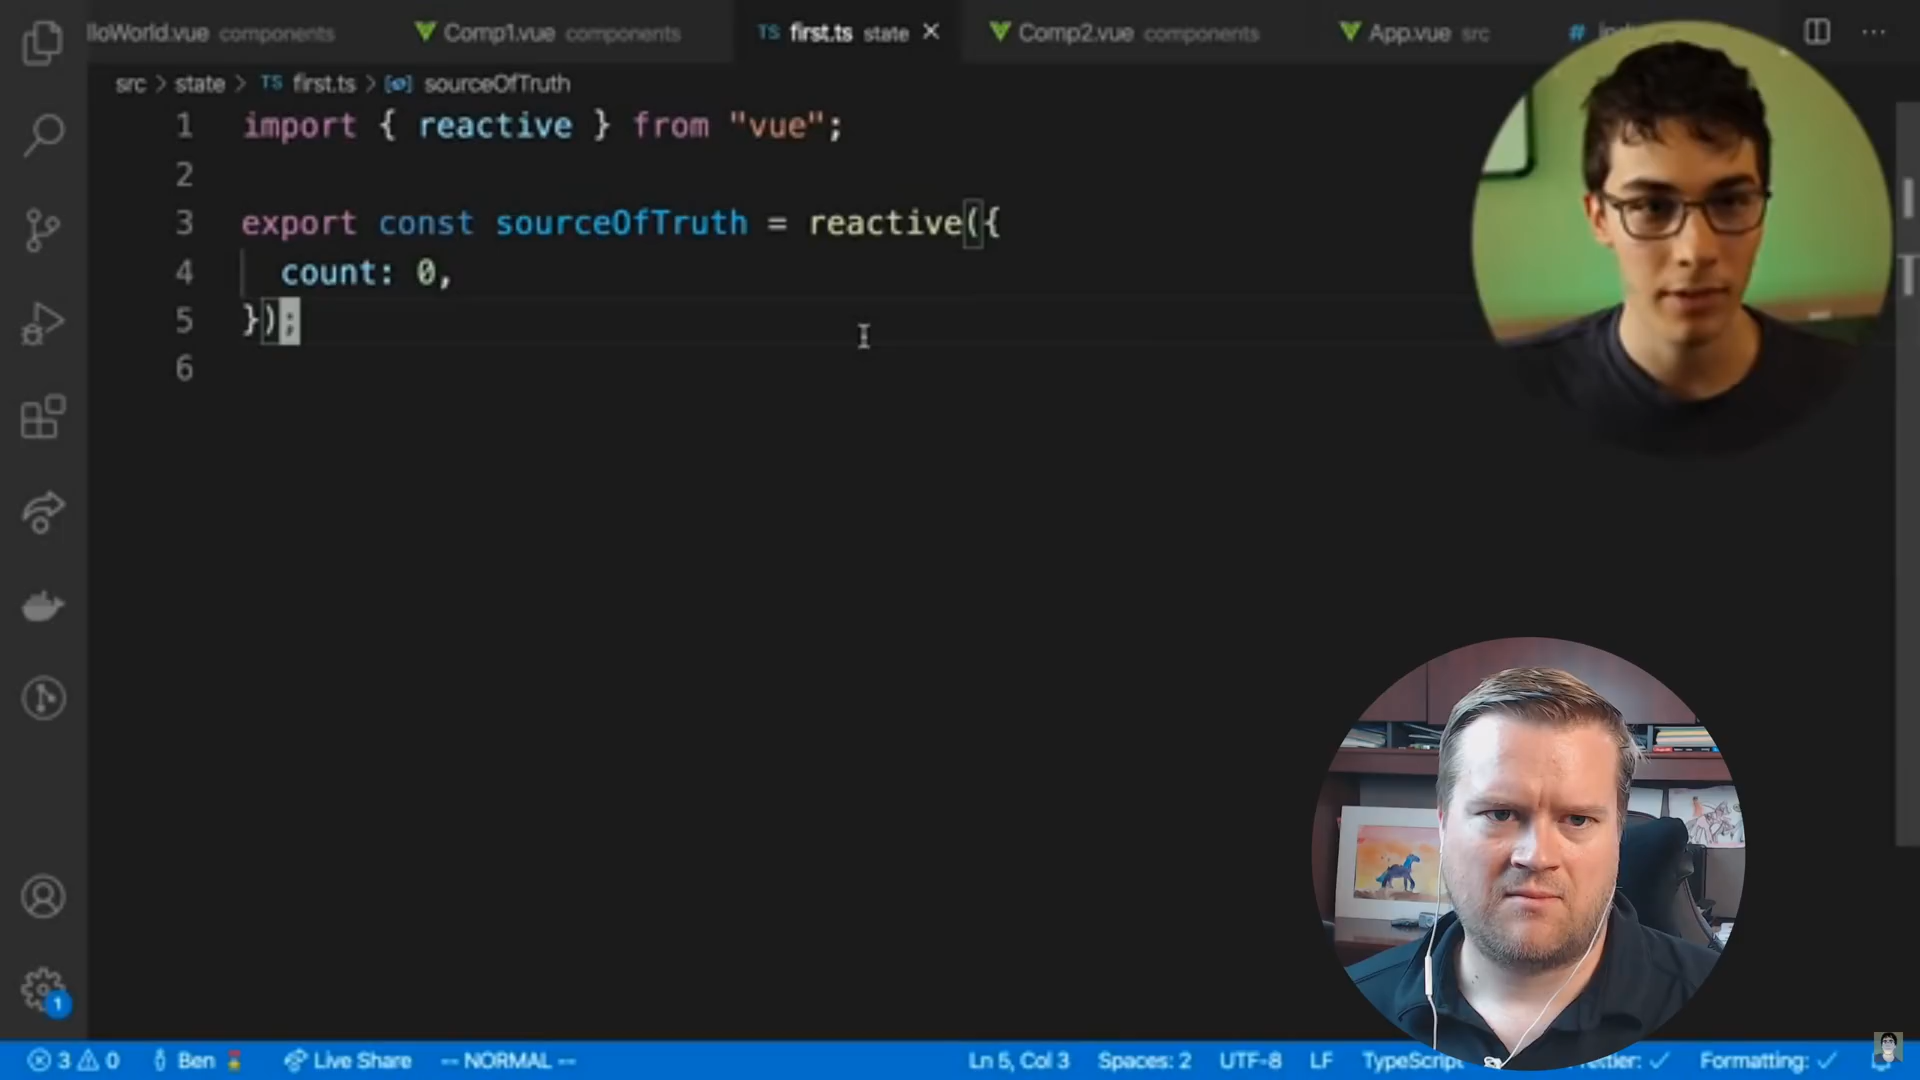 lloWorld.vue components Comp1.vue components TS first.ts state Comp2.vue components App.vue src #
src > state > TS first.ts > sourceOfTruth
1 import { reactive } from "vue";
2
3 export const sourceOfTruth = reactive({
4 count: 0,
5 });
6
1
3 0 Ben Live Share -- NORMAL -- Ln 5, Col 3 Spaces: 2 UTF-8 LF TypeScript Formatting: ✓